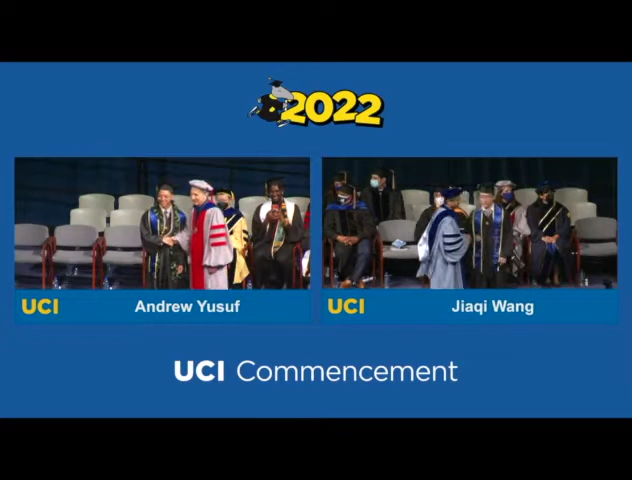 2022
UCI Andrew Yusuf
UCI Jiaqi Wang
UCI Commencement